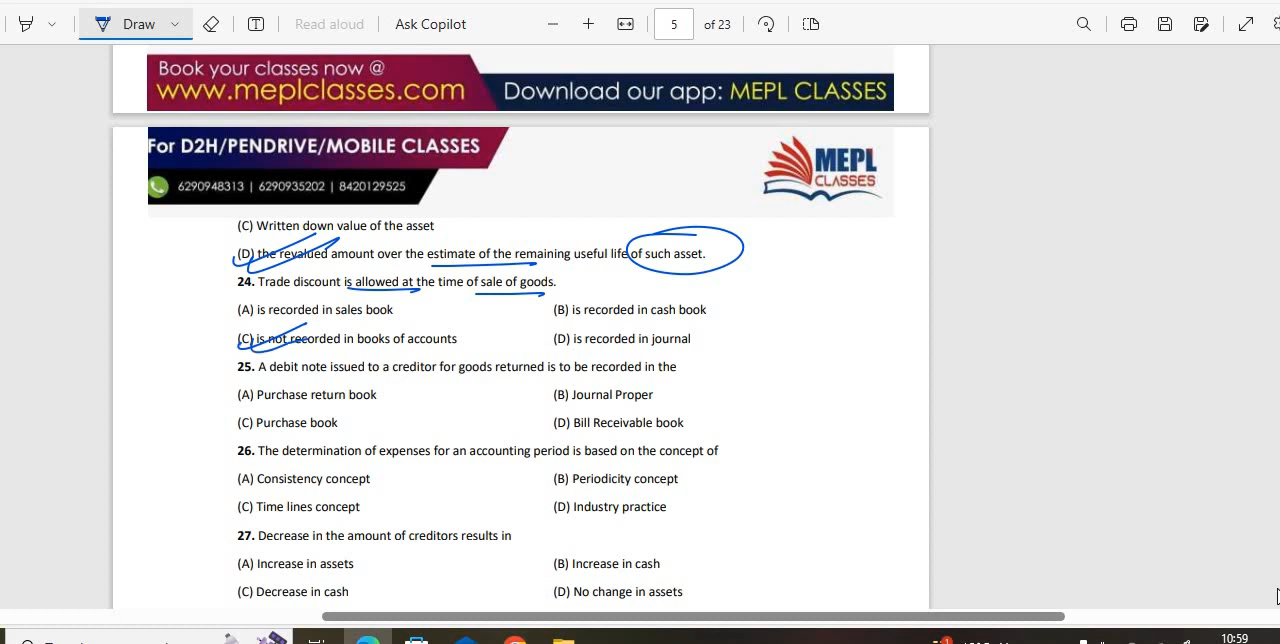 Draw
Read aloud
Ask Copilot
5
of 23
Book your classes now @
www.meplclasses.com
Download our app: MEPL CLASSES
For D2H/PENDRIVE/MOBILE CLASSES
6290948313 | 6290935202 | 8420129525
MEPL
CLASSES
(C) Written down value of the asset
(D) the revalued amount over the estimate of the remaining useful life of such asset.
24. Trade discount is allowed at the time of sale of goods.
(A) is recorded in sales book (B) is recorded in cash book
(C) is not recorded in books of accounts (D) is recorded in journal
25. A debit note issued to a creditor for goods returned is to be recorded in the
(A) Purchase return book (B) Journal Proper
(C) Purchase book (D) Bill Receivable book
26. The determination of expenses for an accounting period is based on the concept of
(A) Consistency concept (B) Periodicity concept
(C) Time lines concept (D) Industry practice
27. Decrease in the amount of creditors results in
(A) Increase in assets (B) Increase in cash
(C) Decrease in cash (D) No change in assets
10:59